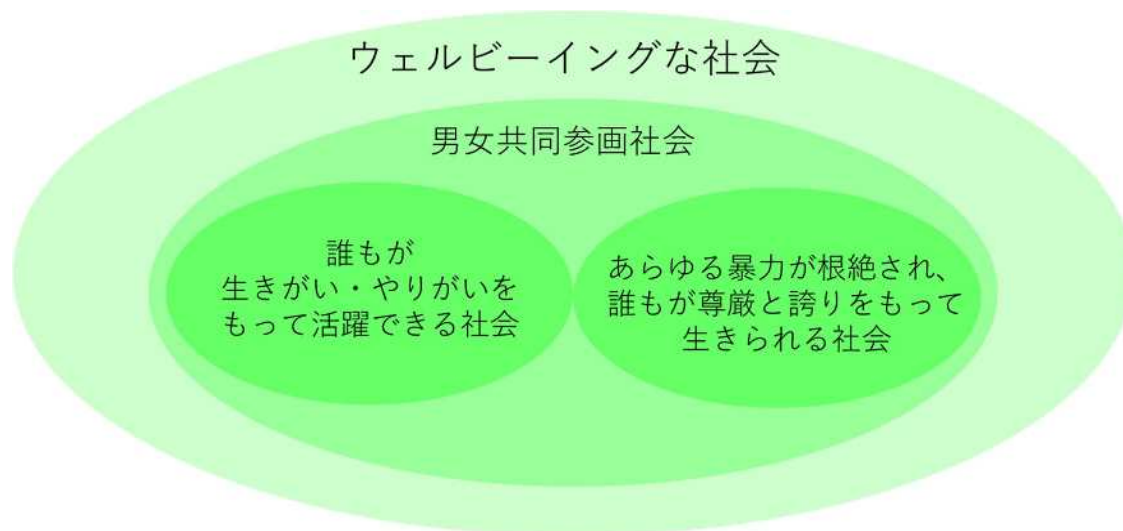 ウェルビーイングな社会
男女共同参画社会
誰もが
生きがい・やりがいを
もって活躍できる社会
あらゆる暴力が根絶され、
誰もが尊厳と誇りをもって
生きられる社会